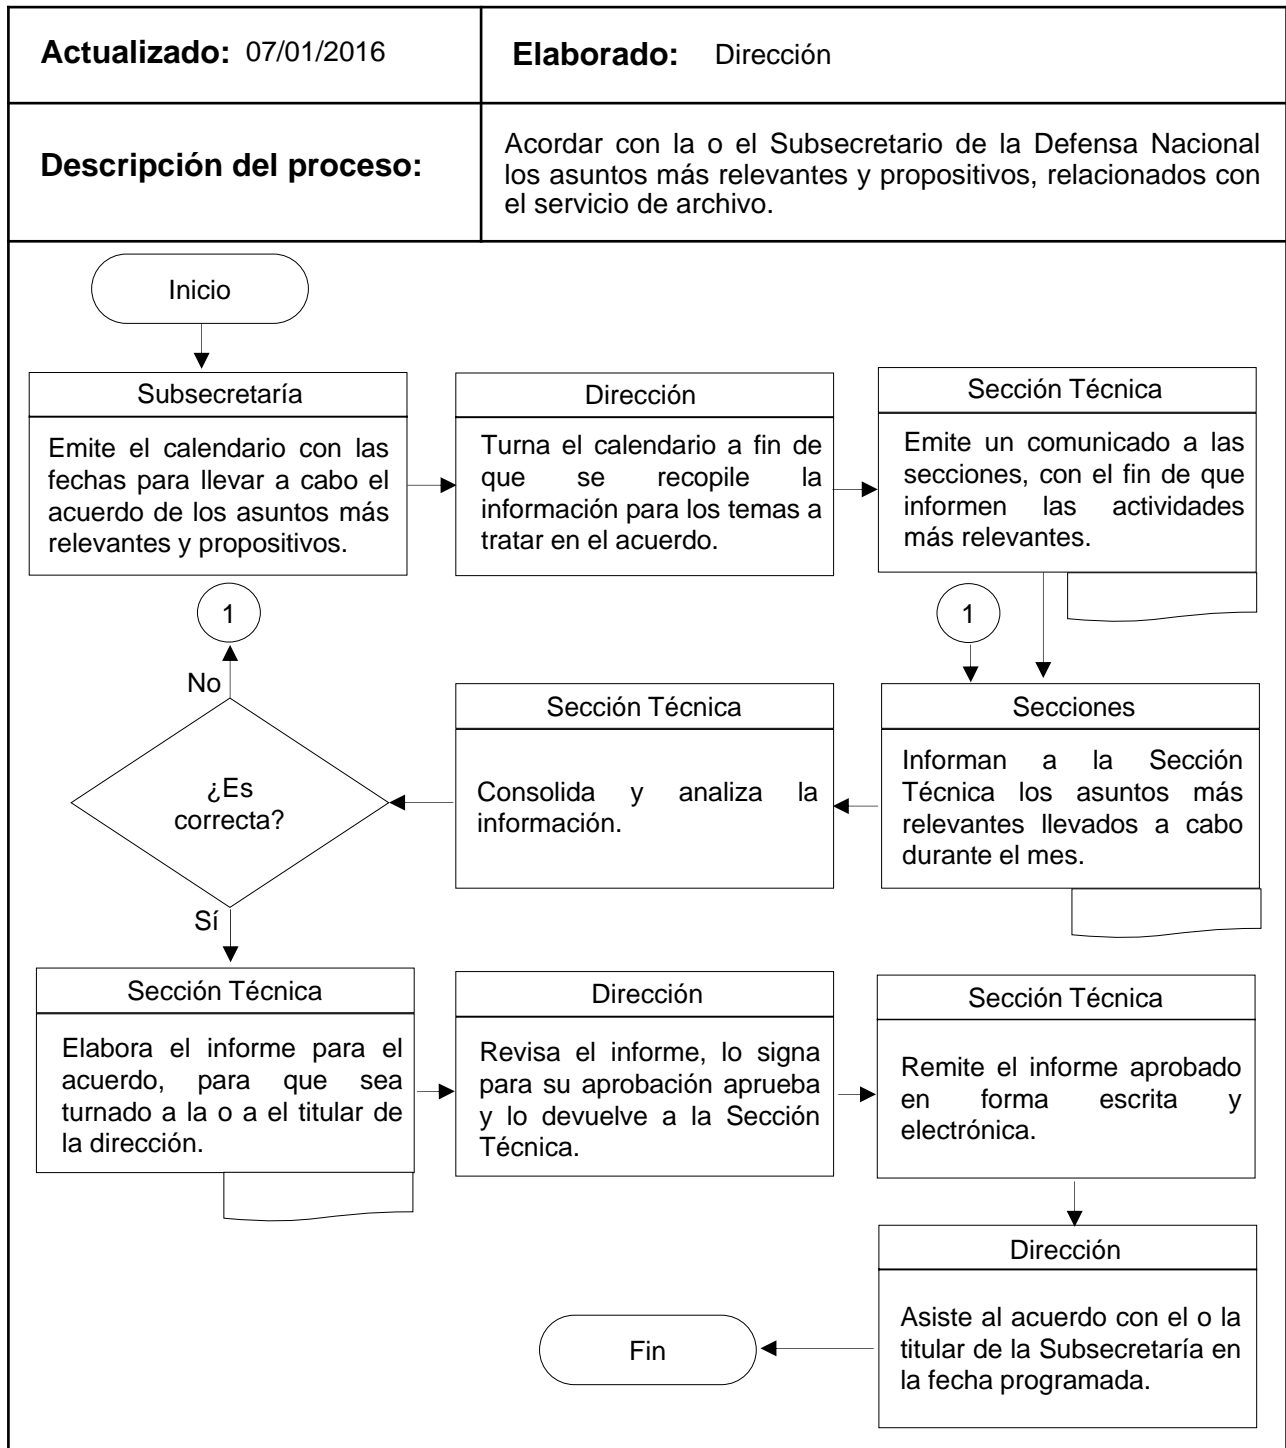 Actualizado: 07/01/2016
Elaborado: Dirección
Descripción del proceso:
Acordar con la o el Subsecretario de la Defensa Nacional
los asuntos más relevantes y propositivos, relacionados con
el servicio de archivo.
Inicio
Subsecretaría
Emite el calendario con las
fechas para llevar a cabo el
acuerdo de los asuntos más
relevantes y propositivos.
Dirección
Turna el calendario a fin de
que se recopile la
información para los temas a
tratar en el acuerdo.
Sección Técnica
Emite un comunicado a las
secciones, con el fin de que
informen las actividades
más relevantes.
1
Secciones
Informan a la Sección
Técnica los asuntos más
relevantes llevados a cabo
durante el mes.
Sección Técnica
Consolida y analiza la
información.
¿Es
correcta?
No
1
Sí
Sección Técnica
Elabora el informe para el
acuerdo, para que sea
turnado a la o a el titular de
la dirección.
Dirección
Revisa el informe, lo signa
para su aprobación aprueba
y lo devuelve a la Sección
Técnica.
Sección Técnica
Remite el informe aprobado
en forma escrita y
electrónica.
Dirección
Asiste al acuerdo con el o la
titular de la Subsecretaría en
la fecha programada.
Fin